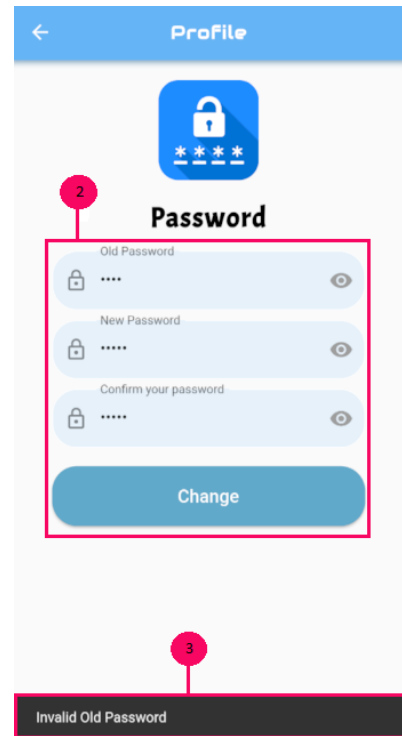 Profile
****
2
Password
Old Password
••••
New Password
•••••
Confirm your password
•••••
Change
3
Invalid Old Password